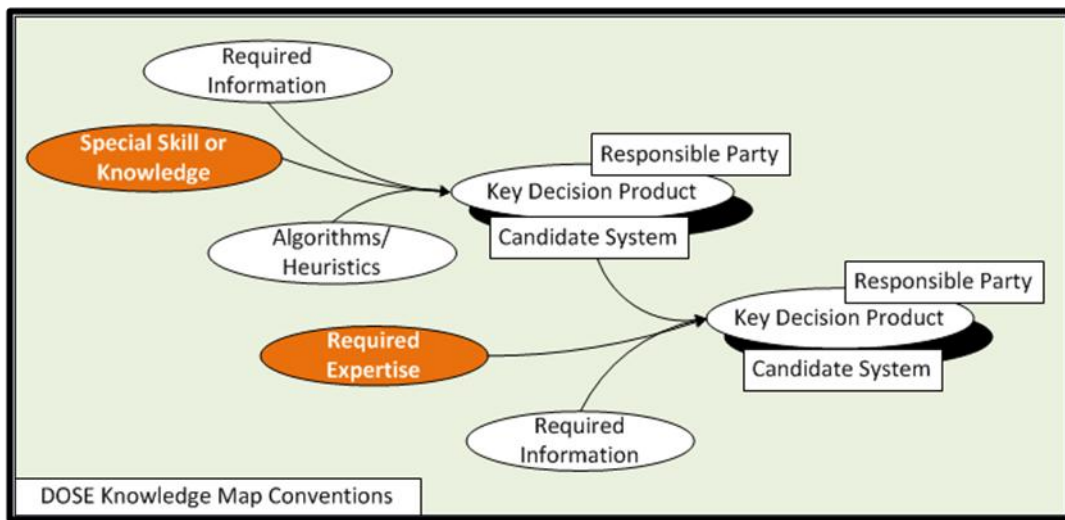 Required
Information
Special Skill or
Knowledge
Algorithms/
Heuristics
Responsible Party
Key Decision Product
Candidate System
Responsible Party
Key Decision Product
Candidate System
Required
Expertise
Required
Information
DOSE Knowledge Map Conventions